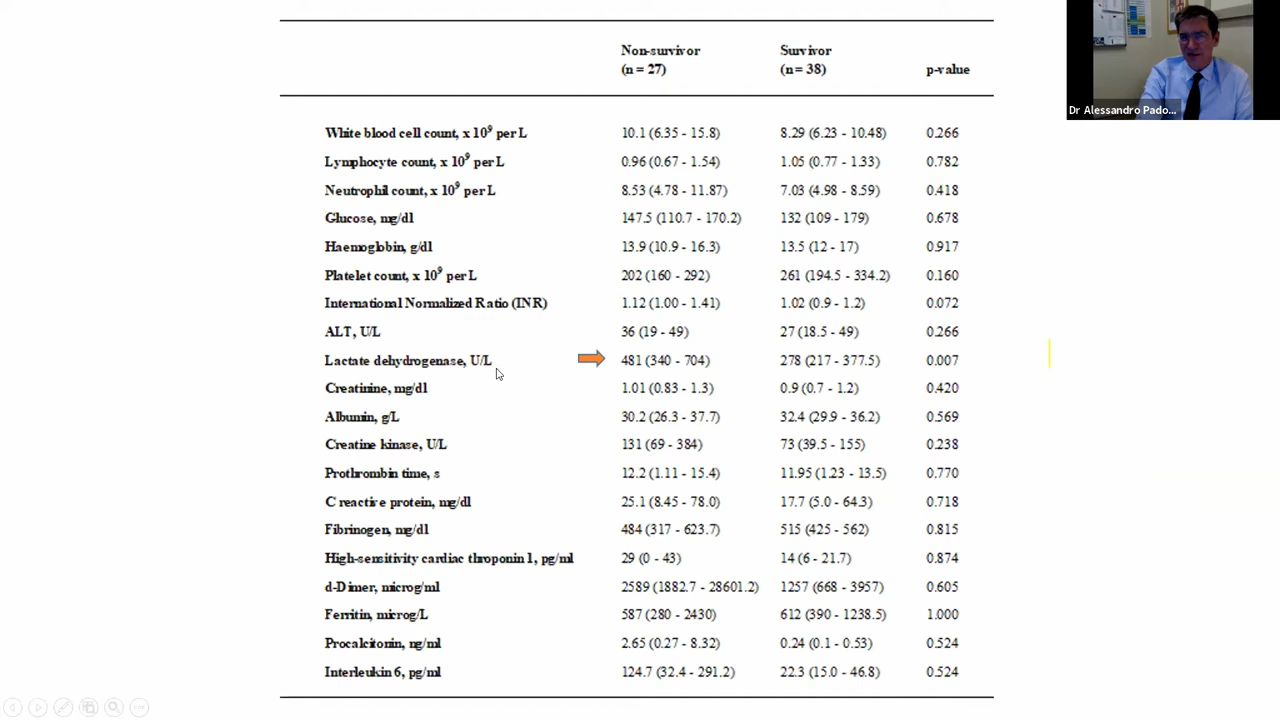 Non-survivor Survivor
(n = 27) (n = 38) p-value
White blood cell count, x 10⁹ per L 10.1 (6.35 - 15.8) 8.29 (6.23 - 10.48) 0.266
Lymphocyte count, x 10⁹ per L 0.96 (0.67 - 1.54) 1.05 (0.77 - 1.33) 0.782
Neutrophil count, x 10⁹ per L 8.53 (4.78 - 11.87) 7.03 (4.98 - 8.59) 0.418
Glucose, mg/dl 147.5 (110.7 - 170.2) 132 (109 - 179) 0.678
Haemoglobin, g/dl 13.9 (10.9 - 16.3) 13.5 (12 - 17) 0.917
Platelet count, x 10⁹ per L 202 (160 - 292) 261 (194.5 - 334.2) 0.160
International Normalized Ratio (INR) 1.12 (1.00 - 1.41) 1.02 (0.9 - 1.2) 0.072
ALT, U/L 36 (19 - 49) 27 (18.5 - 49) 0.266
Lactate dehydrogenase, U/L 481 (340 - 704) 278 (217 - 377.5) 0.007
Creatinine, mg/dl 1.01 (0.83 - 1.3) 0.9 (0.7 - 1.2) 0.420
Albumin, g/L 30.2 (26.3 - 37.7) 32.4 (29.9 - 36.2) 0.569
Creatine kinase, U/L 131 (69 - 384) 73 (39.5 - 155) 0.238
Prothrombin time, s 12.2 (1.11 - 15.4) 11.95 (1.23 - 13.5) 0.770
C reactive protein, mg/dl 25.1 (8.45 - 78.0) 17.7 (5.0 - 64.3) 0.718
Fibrinogen, mg/dl 484 (317 - 623.7) 515 (425 - 562) 0.815
High-sensitivity cardiac throponin 1, pg/ml 29 (0 - 43) 14 (6 - 21.7) 0.874
d-Dimer, microg/ml 2589 (1882.7 - 28601.2) 1257 (668 - 3957) 0.605
Ferritin, microg/L 587 (280 - 2430) 612 (390 - 1238.5) 1.000
Procalcitonin, ng/ml 2.65 (0.27 - 8.32) 0.24 (0.1 - 0.53) 0.524
Interleukin 6, pg/ml 124.7 (32.4 - 291.2) 22.3 (15.0 - 46.8) 0.524
Dr Alessandro Pado...